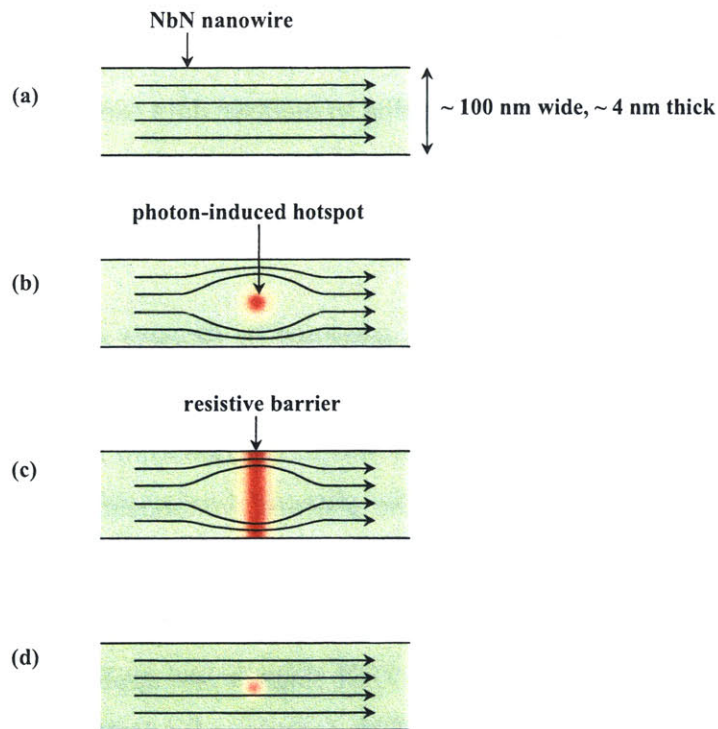 NbN nanowire
(a)
~ 100 nm wide, ~ 4 nm thick
photon-induced hotspot
(b)
resistive barrier
(c)
(d)